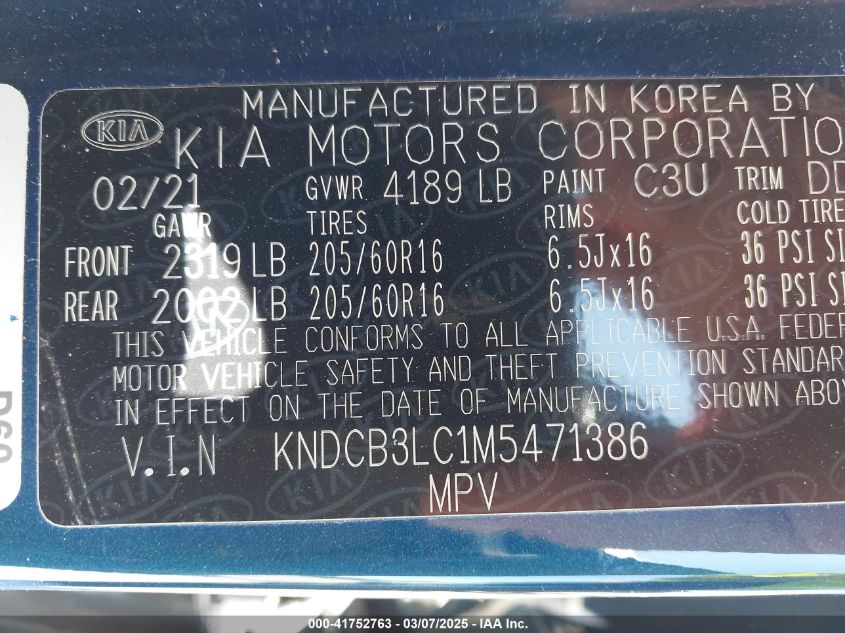 MANUFACTURED IN KOREA BY
KIA KIA MOTORS CORPORATIO
02/21 GVWR 4189 LB PAINT C3U TRIM DD
GAWR TIRES RIMS COLD TIRE
FRONT 2319 LB 205/60R16 6.5Jx16 36 PSI SI
REAR 2002 LB 205/60R16 6.5Jx16 36 PSI SI
THIS VEHICLE CONFORMS TO ALL APPLICABLE U.S.A. FEDER
MOTOR VEHICLE SAFETY AND THEFT PREVENTION STANDAR
IN EFFECT ON THE DATE OF MANUFACTURE SHOWN ABO
V.I.N KNDCB3LC1M5471386
MPV
000-41752763 - 03/07/2025 - IAA Inc.